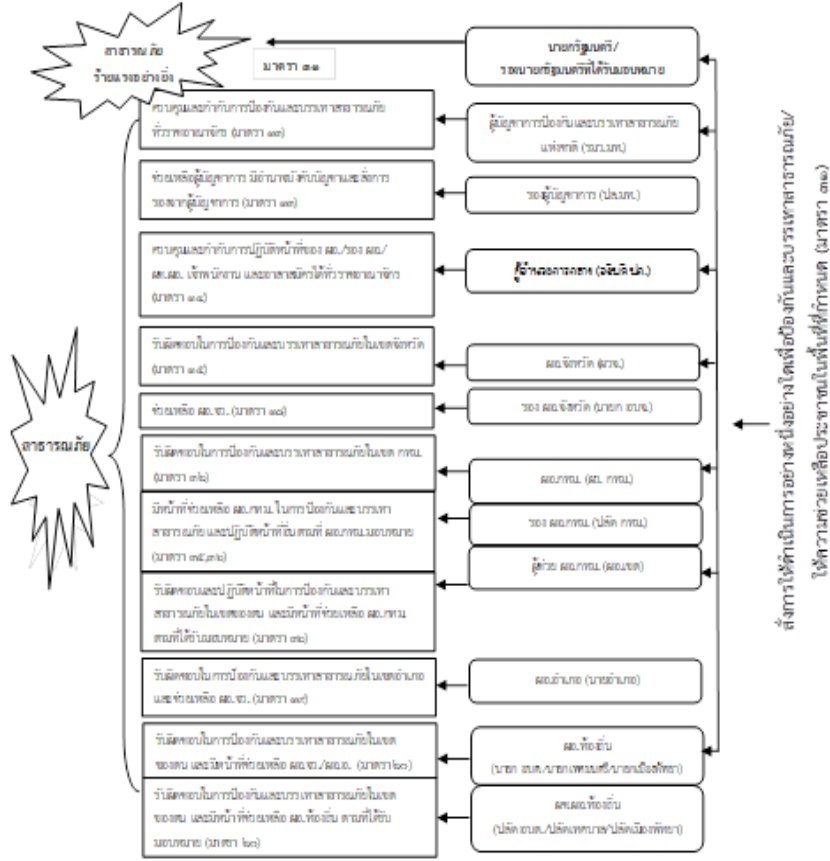 สาธารณภัย
ร้ายแรงอย่างยิ่ง
มาตรา ๓๑
นายกรัฐมนตรี/
รองนายกรัฐมนตรีที่ได้รับมอบหมาย
ควบคุมและกำกับการป้องกันและบรรเทาสาธารณภัย
ทั่วราชอาณาจักร (มาตรา ๑๓)
ผู้บัญชาการป้องกันและบรรเทาสาธารณภัย
แห่งชาติ (รมว.มท.)
ช่วยเหลือผู้บัญชาการ มีอำนาจบังคับบัญชาและสั่งการ
รองจากผู้บัญชาการ (มาตรา ๑๓)
รองผู้บัญชาการ (ปล.มท.)
ควบคุมและกำกับการปฏิบัติหน้าที่ของ ผอ./รอง ผอ./
ผช.ผอ. เจ้าพนักงาน และอาสาสมัครได้ทั่วราชอาณาจักร
(มาตรา ๑๔)
ผู้อำนวยการกลาง (อธิบดี ปภ.)
รับผิดชอบในการป้องกันและบรรเทาสาธารณภัยในเขตจังหวัด
(มาตรา ๑๕)
ผอ.จังหวัด (ผวจ.)
ช่วยเหลือ ผอ.จว. (มาตรา ๑๘)
รอง ผอ.จังหวัด (นายก อบจ.)
สาธารณภัย
รับผิดชอบในการป้องกันและบรรเทาสาธารณภัยในเขต กทม.
(มาตรา ๓๒)
ผอ.กทม. (ผว. กทม.)
มีหน้าที่ช่วยเหลือ ผอ.กทม. ในการป้องกันและบรรเทา
สาธารณภัย และปฏิบัติหน้าที่อื่นตามที่ ผอ.กทม.มอบหมาย
(มาตรา ๓๕,๓๖)
รอง ผอ.กทม. (ปลัด กทม.)
ผู้ช่วย ผอ.กทม. (ผอ.เขต)
รับผิดชอบและปฏิบัติหน้าที่ในการป้องกันและบรรเทา
สาธารณภัยในเขตของตน และมีหน้าที่ช่วยเหลือ ผอ.กทม.
ตามที่ได้รับมอบหมาย (มาตรา ๓๖)
รับผิดชอบในการป้องกันและบรรเทาสาธารณภัยในเขตอำเภอ
และช่วยเหลือ ผอ.จว. (มาตรา ๑๙)
ผอ.อำเภอ (นายอำเภอ)
รับผิดชอบในการป้องกันและบรรเทาสาธารณภัยในเขต
ของตน และมีหน้าที่ช่วยเหลือ ผอ.จว./ผอ.อ. (มาตรา ๒๐)
ผอ.ท้องถิ่น
(นายก อบต./นายกเทศมนตรี/นายกเมืองพัทยา)
รับผิดชอบในการป้องกันและบรรเทาสาธารณภัยในเขต
ของตน และมีหน้าที่ช่วยเหลือ ผอ.ท้องถิ่น ตามที่ได้รับ
มอบหมาย (มาตรา ๒๐)
ผช.ผอ.ท้องถิ่น
(ปลัด อบต./ปลัดเทศบาล/ปลัดเมืองพัทยา)
สั่งการให้ดำเนินการอย่างหนึ่งอย่างใดเพื่อป้องกันและบรรเทาสาธารณภัย/
ให้ความช่วยเหลือประชาชนในพื้นที่ที่กำหนด (มาตรา ๓๑)